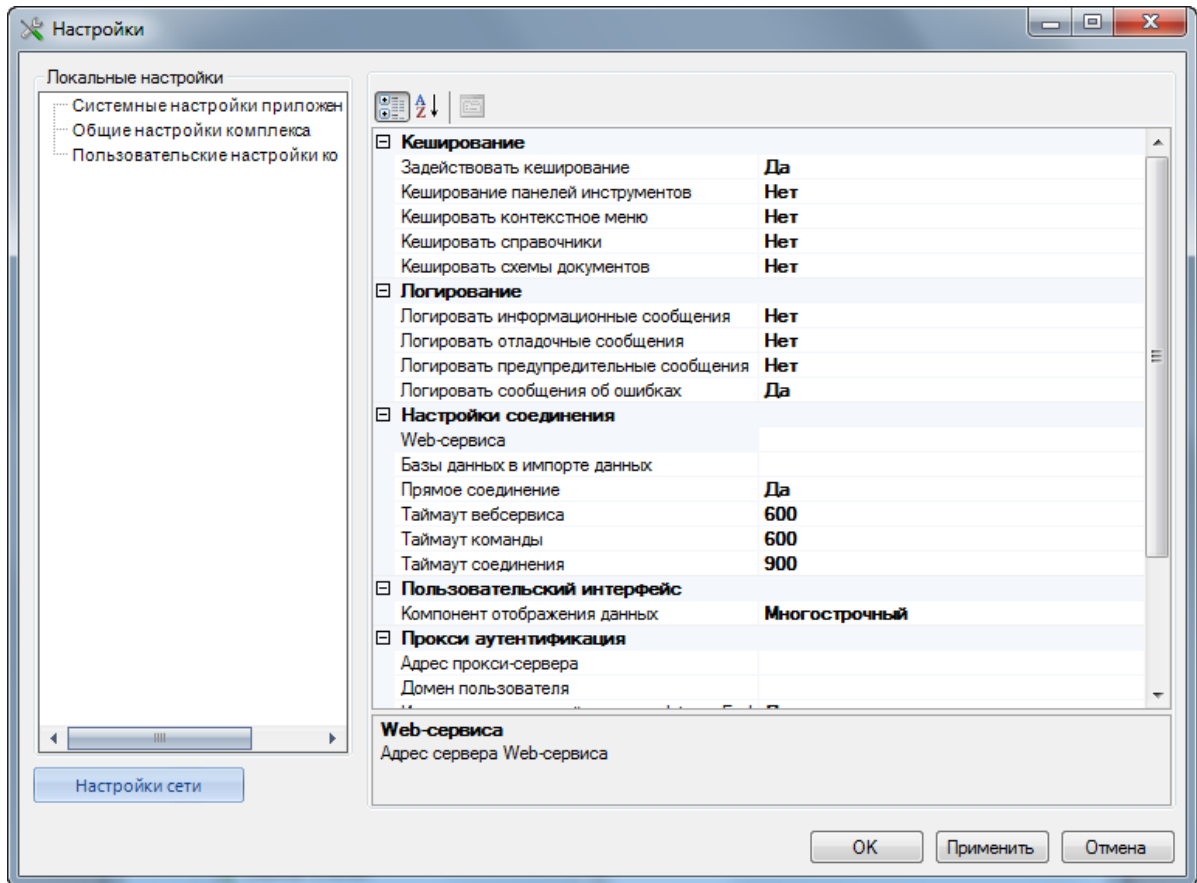 Настройки
Локальные настройки
Системные настройки приложен
Общие настройки комплекса
Пользовательские настройки ко
Настройки сети
Кеширование
Задействовать кеширование Да
Кеширование панелей инструментов Нет
Кешировать контекстное меню Нет
Кешировать справочники Нет
Кешировать схемы документов Нет
Логирование
Логировать информационные сообщения Нет
Логировать отладочные сообщения Нет
Логировать предупредительные сообщения Нет
Логировать сообщения об ошибках Да
Настройки соединения
Web-сервиса
Базы данных в импорте данных
Прямое соединение Да
Таймаут вебсервиса 600
Таймаут команды 600
Таймаут соединения 900
Пользовательский интерфейс
Компонент отображения данных Многострочный
Прокси аутентификация
Адрес прокси-сервера
Домен пользователя
Web-сервиса
Адрес сервера Web-сервиса
OK Применить Отмена